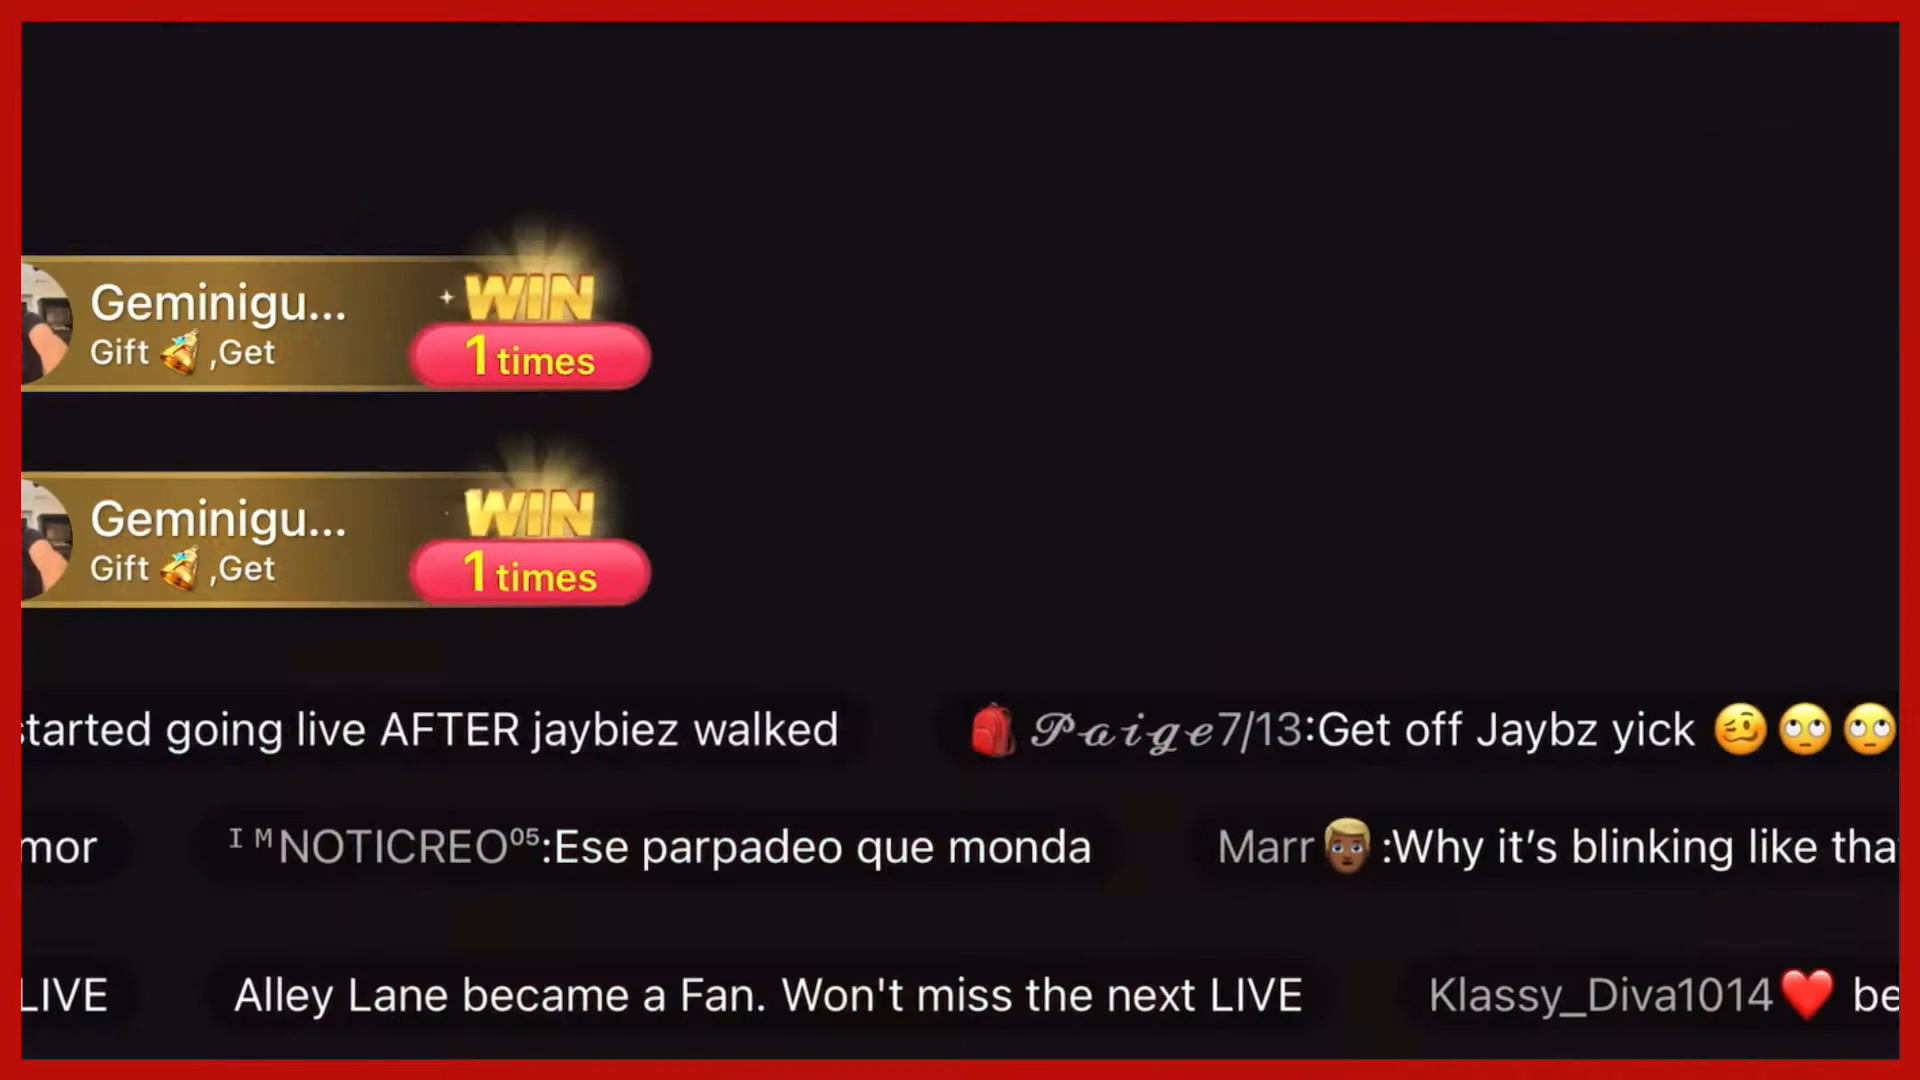 Geminigu...
WIN
Gift ,Get
1 times
Geminigu...
WIN
Gift ,Get
1 times
started going live AFTER jaybiez walked
𝒫𝒶𝒾𝑔𝑒7/13:Get off Jaybz yick 🥴🙄🙄
mor
ᴵ ᴹNOTICREO⁰⁵:Ese parpadeo que monda
Marr👱🏾:Why it’s blinking like tha
LIVE
Alley Lane became a Fan. Won't miss the next LIVE
Klassy_Diva1014❤️ be